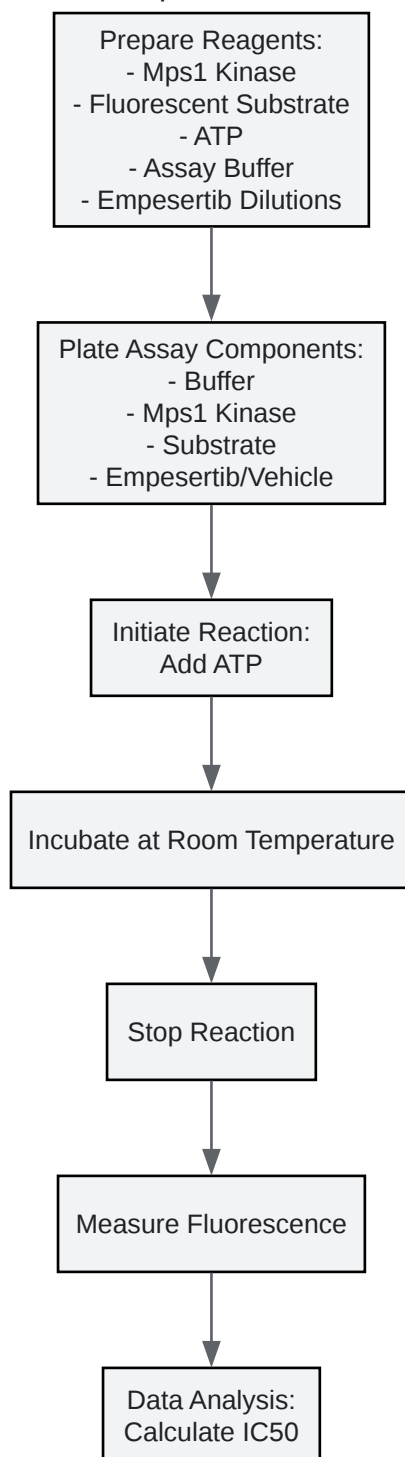 Prepare Reagents:
- Mps1 Kinase
- Fluorescent Substrate
- ATP
- Assay Buffer
- Empesertib Dilutions
Plate Assay Components:
- Buffer
- Mps1 Kinase
- Substrate
- Empesertib/Vehicle
Initiate Reaction:
Add ATP
Incubate at Room Temperature
Stop Reaction
Measure Fluorescence
Data Analysis:
Calculate IC50